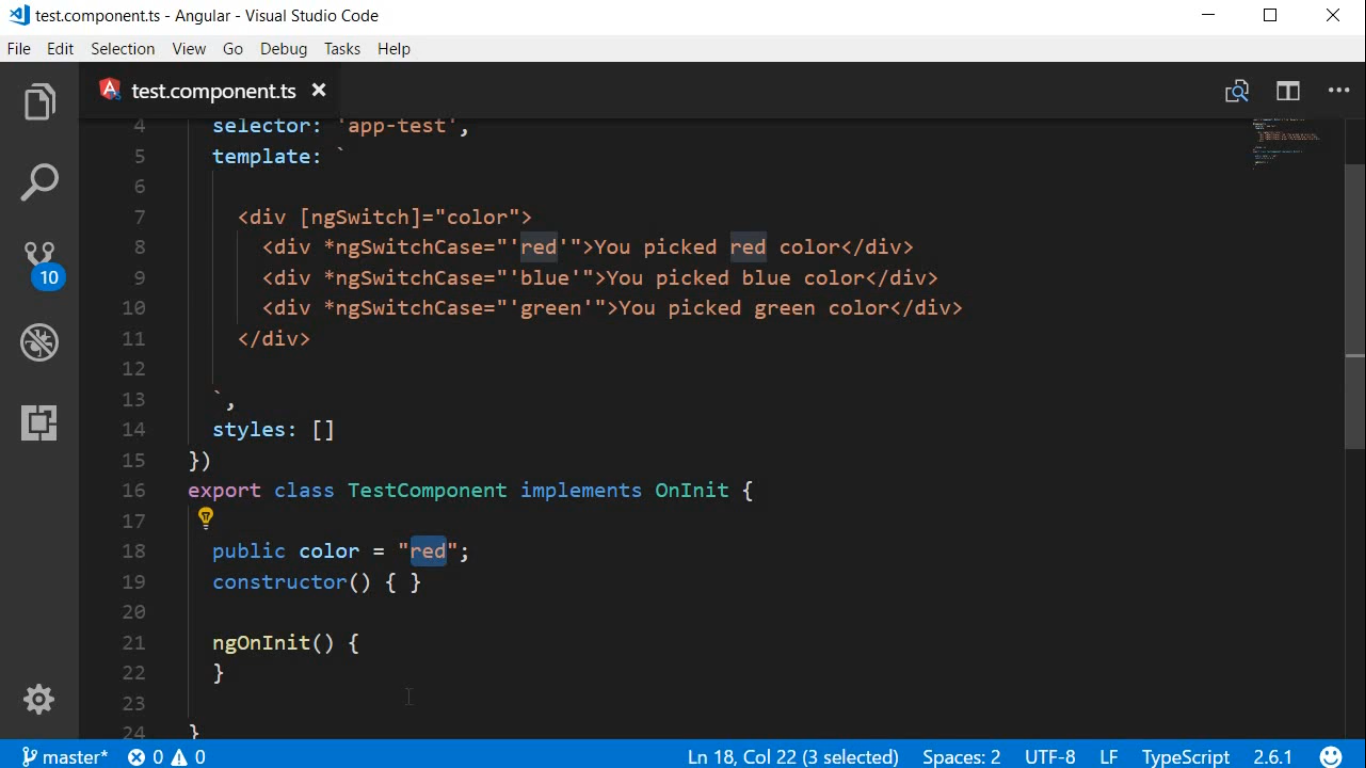 test.component.ts - Angular - Visual Studio Code
File Edit Selection View Go Debug Tasks Help
test.component.ts
4 selector: 'app-test',
5 template: `
6
7 <div [ngSwitch]="color">
8 <div *ngSwitchCase="'red'">You picked red color</div>
9 <div *ngSwitchCase="'blue'">You picked blue color</div>
10 <div *ngSwitchCase="'green'">You picked green color</div>
11 </div>
12
13 `,
14 styles: []
15 })
16 export class TestComponent implements OnInit {
17
18 public color = "red";
19 constructor() { }
20
21 ngOnInit() {
22 }
23
24 }
10
master* 0 0 Ln 18, Col 22 (3 selected) Spaces: 2 UTF-8 LF TypeScript 2.6.1